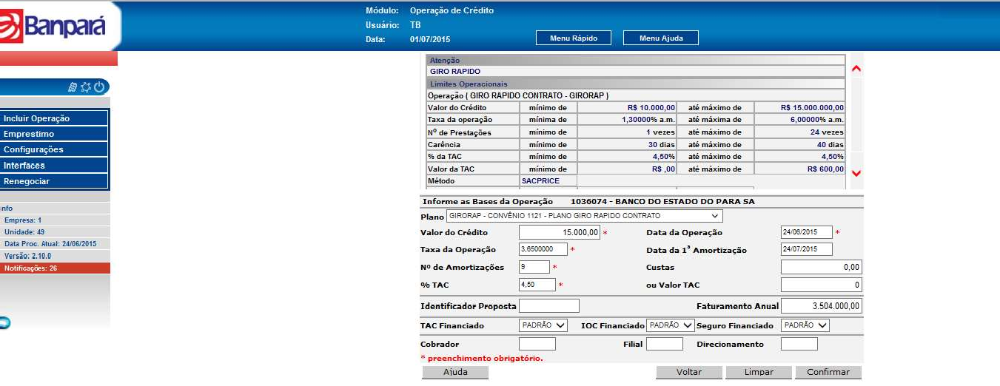 Banpará
Módulo: Operação de Crédito
Usuário: TB
Data: 01/07/2015
Menu Rápido Menu Ajuda
Incluir Operação
Emprestimo
Configurações
Interfaces
Renegociar
nfo
Empresa: 1
Unidade: 49
Data Proc. Atual: 24/06/2015
Versão: 2.10.0
Notificações: 26
Atenção
GIRO RAPIDO
Limites Operacionais
Operação ( GIRO RAPIDO CONTRATO - GIRORAP )
Valor do Crédito mínimo de R$ 10.000,00 até máximo de R$ 15.000.000,00
Taxa da operação mínima de 1,30000% a.m. até máximo de 6,00000% a.m.
Nº de Prestações mínimo de 1 vezes até máximo de 24 vezes
Carência mínimo de 30 dias até máximo de 40 dias
% da TAC mínimo de 4,50% até máximo de 4,50%
Valor da TAC mínimo de R$ ,00 até máximo de R$ 600,00
Método SACPRICE
Informe as Bases da Operação 1036074 - BANCO DO ESTADO DO PARA SA
Plano GIRORAP - CONVÊNIO 1121 - PLANO GIRO RAPIDO CONTRATO
Valor do Crédito 15.000,00 * Data da Operação 24/06/2015 *
Taxa da Operação 3,6500000 * Data da 1ª Amortização 24/07/2015
Nº de Amortizações 9 * Custas 0,00
% TAC 4,50 * ou Valor TAC 0
Identificador Proposta Faturamento Anual 3.504.000,00
TAC Financiado PADRÃO IOC Financiado PADRÃO Seguro Financiado PADRÃO
Cobrador Filial Direcionamento
* preenchimento obrigatório.
Ajuda Voltar Limpar Confirmar